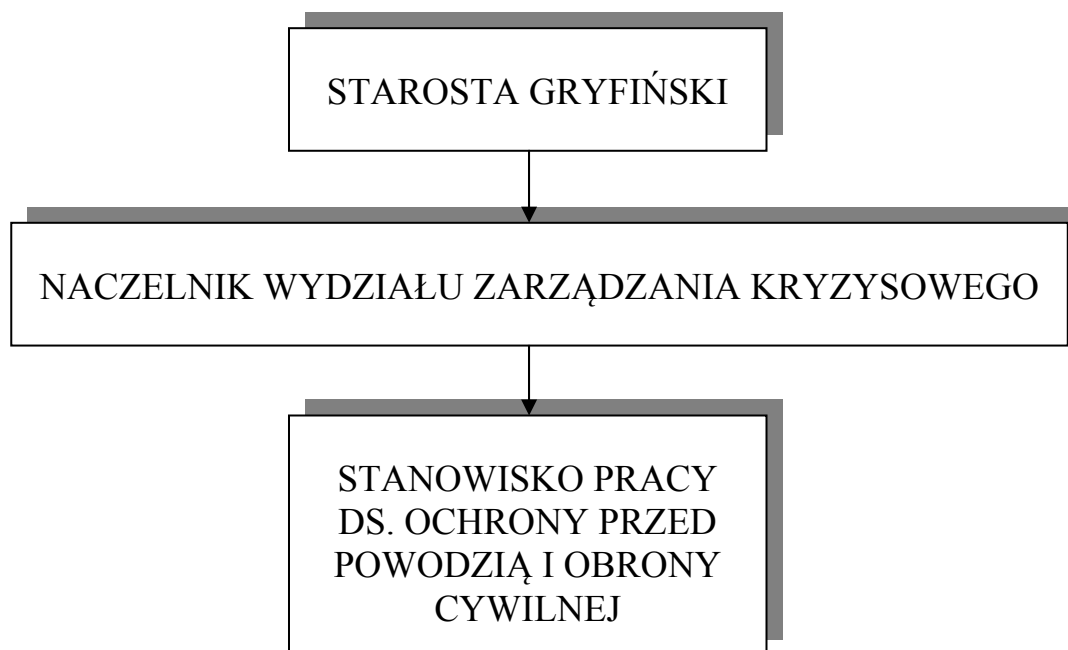 STAROSTA GRYFIŃSKI
NACZELNIK WYDZIAŁU ZARZĄDZANIA KRYZYSOWEGO
STANOWISKO PRACY
DS. OCHRONY PRZED
POWODZIĄ I OBRONY
CYWILNEJ